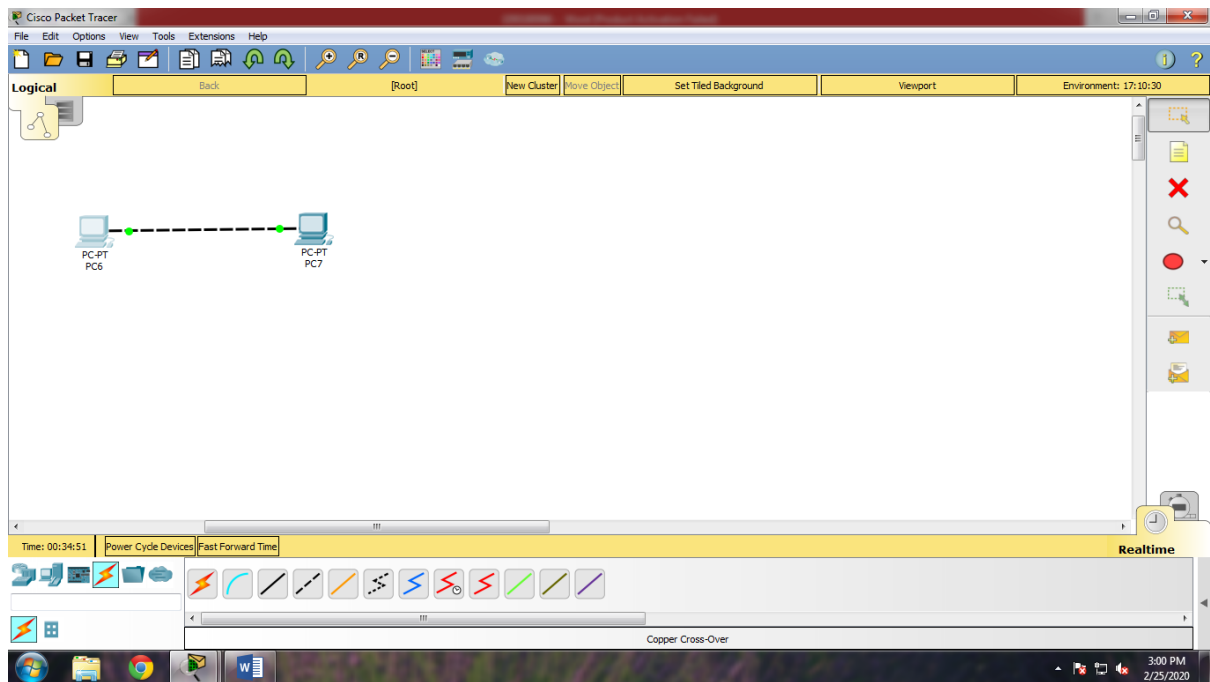 Cisco Packet Tracer
File Edit Options View Tools Extensions Help
Logical Back [Root] New Cluster Move Object Set Tiled Background Viewport Environment: 17:10:30
PC-PT
PC6
PC-PT
PC7
Time: 00:34:51 Power Cycle Devices Fast Forward Time Realtime
Copper Cross-Over
3:00 PM
2/25/2020